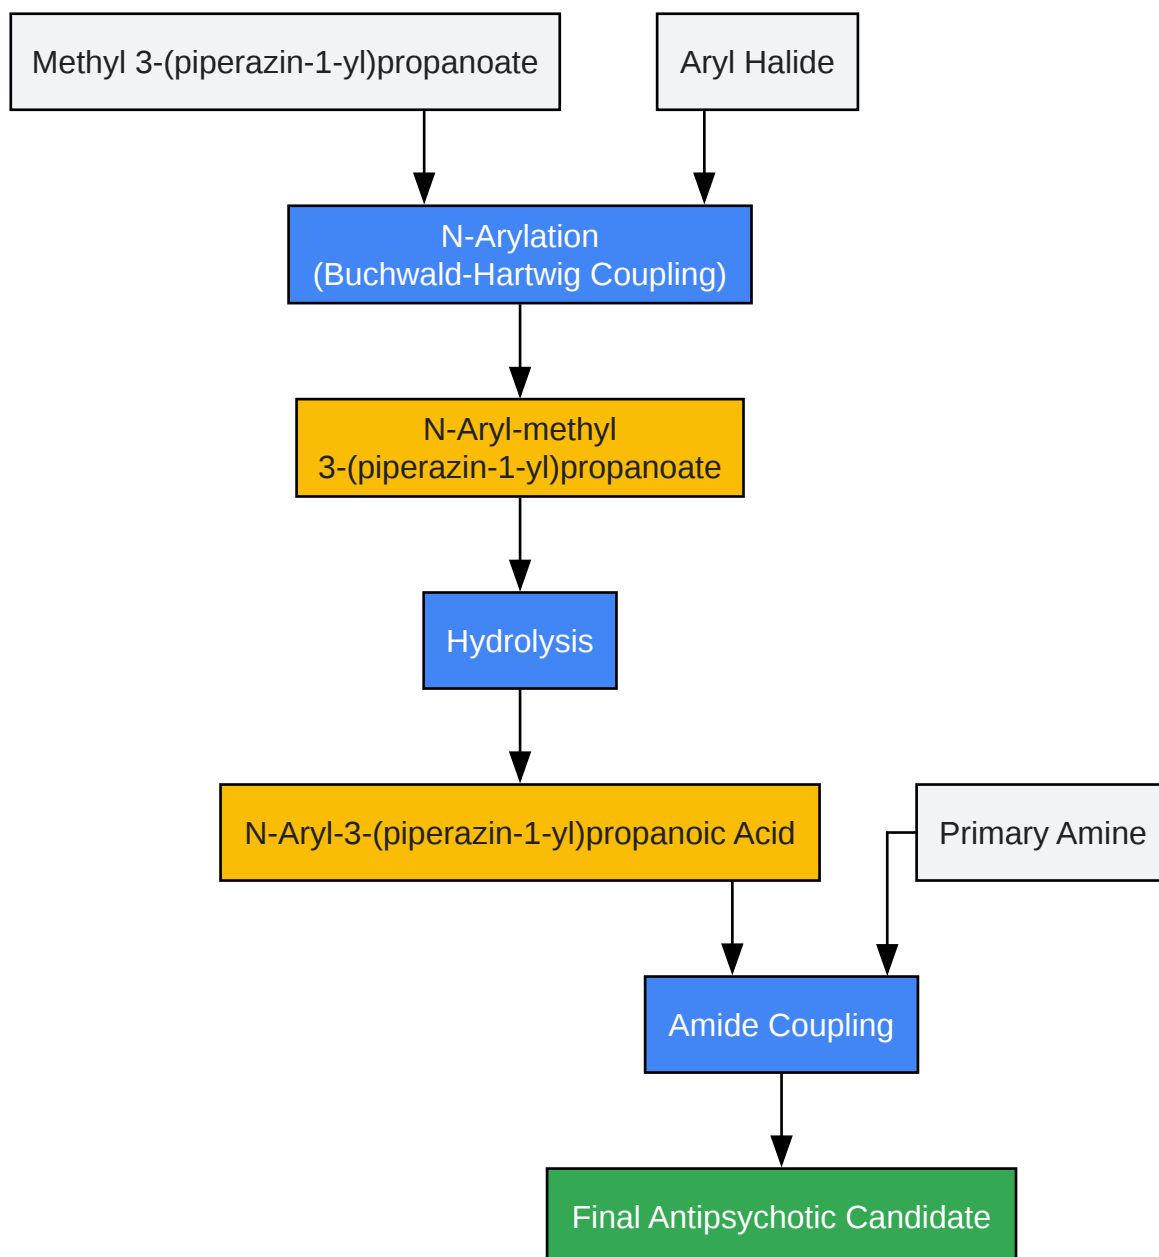 Methyl 3-(piperazin-1-yl)propanoate
Aryl Halide
N-Arylation
(Buchwald-Hartwig Coupling)
N-Aryl-methyl
3-(piperazin-1-yl)propanoate
Hydrolysis
N-Aryl-3-(piperazin-1-yl)propanoic Acid
Primary Amine
Amide Coupling
Final Antipsychotic Candidate